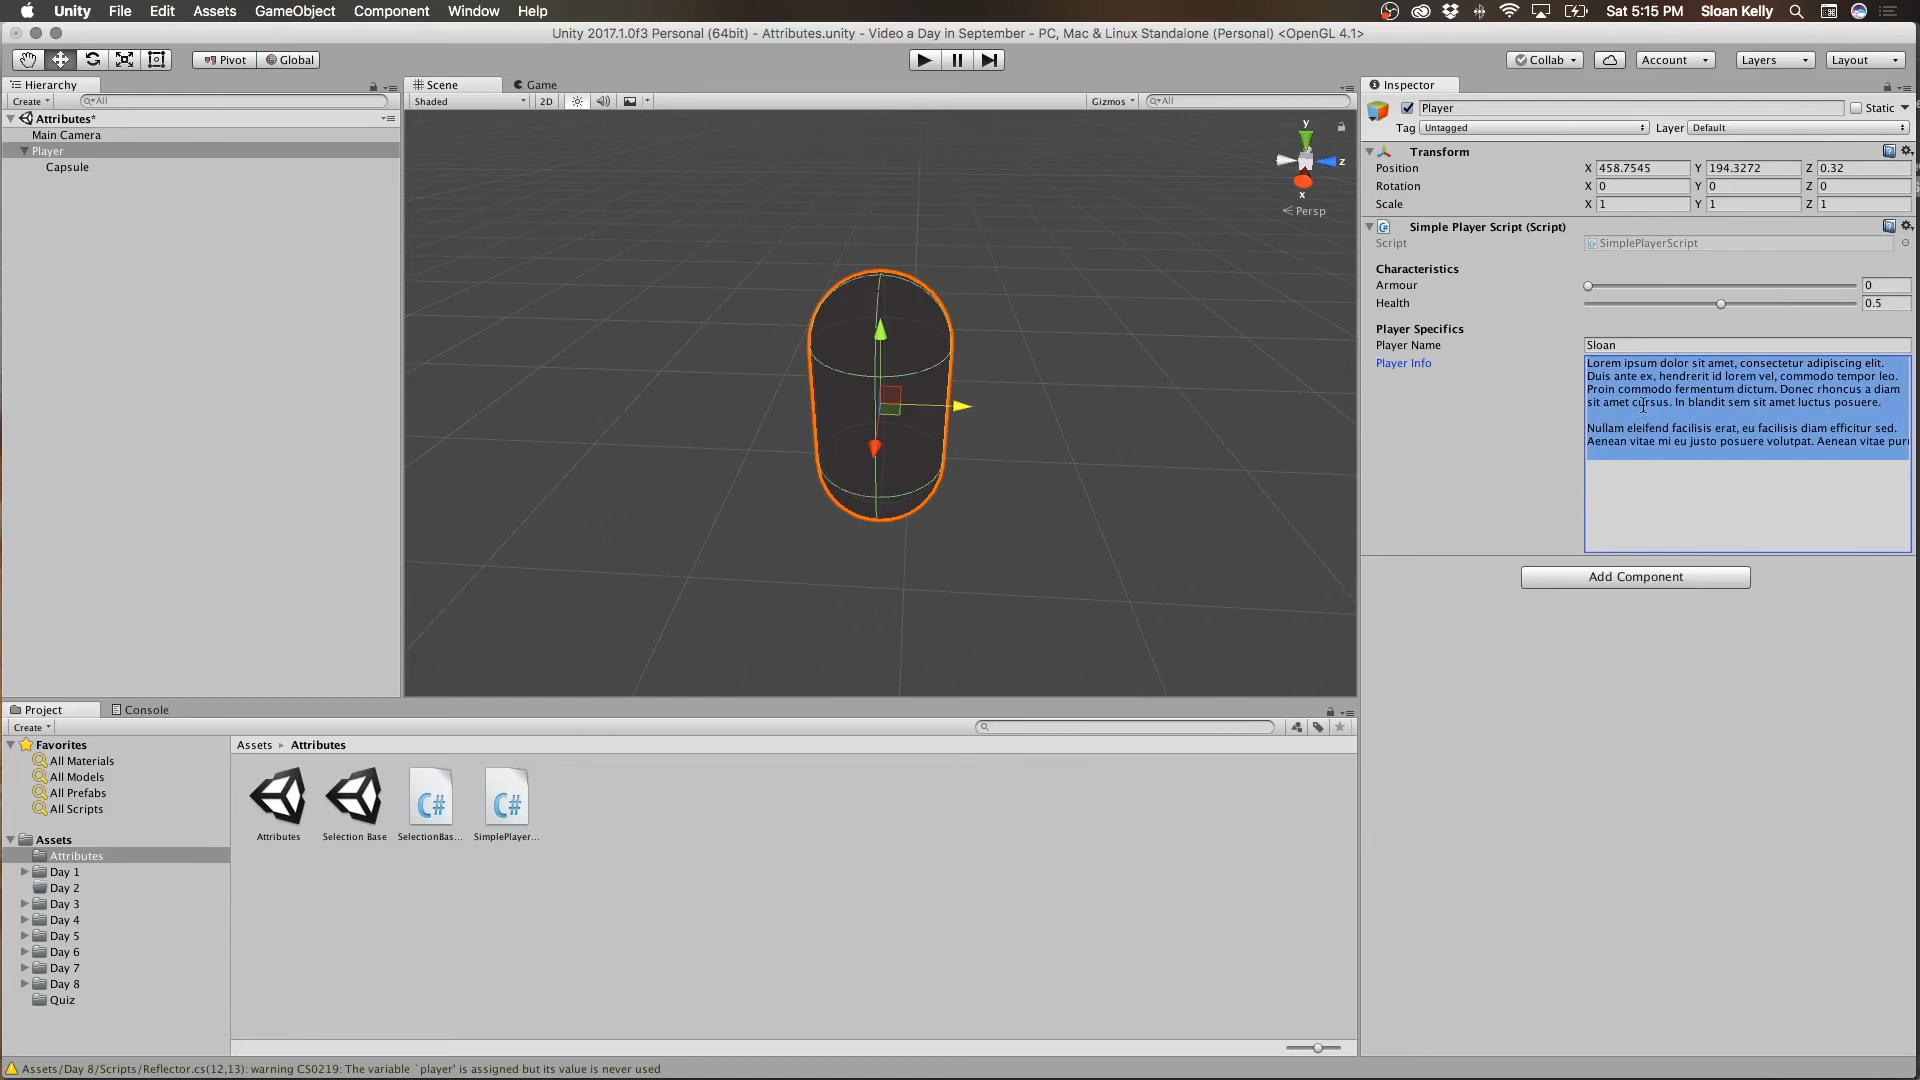 Unity File Edit Assets GameObject Component Window Help Sat 5:15 PM Sloan Kelly
Unity 2017.1.0f3 Personal (64bit) - Attributes.unity - Video a Day in September - PC, Mac & Linux Standalone (Personal) <OpenGL 4.1>
Pivot Global Collab Account Layers Layout
Hierarchy Scene Game Inspector
Create All Shaded 2D Gizmos All
Attributes*
Main Camera
Player
Capsule
y
z
x
Persp
Player Static
Tag Untagged Layer Default
Transform
Position X 458.7545 Y 194.3272 Z 0.32
Rotation X 0 Y 0 Z 0
Scale X 1 Y 1 Z 1
Simple Player Script (Script)
Script SimplePlayerScript
Characteristics
Armour 0
Health 0.5
Player Specifics
Player Name Sloan
Player Info
Lorem ipsum dolor sit amet, consectetur adipiscing elit.
Duis ante ex, hendrerit id lorem vel, commodo tempor leo.
Proin commodo fermentum dictum. Donec rhoncus a diam
sit amet cursus. In blandit sem sit amet luctus posuere.
Nullam eleifend facilisis erat, eu facilisis diam efficitur sed.
Aenean vitae mi eu justo posuere volutpat. Aenean vitae pur
Add Component
Project Console
Create
Favorites
All Materials
All Models
All Prefabs
All Scripts
Assets
Attributes
Day 1
Day 2
Day 3
Day 4
Day 5
Day 6
Day 7
Day 8
Quiz
Assets Attributes
C# C#
Attributes Selection Base SelectionBas... SimplePlayer...
Assets/Day 8/Scripts/Reflector.cs(12,13): warning CS0219: The variable `player' is assigned but its value is never used